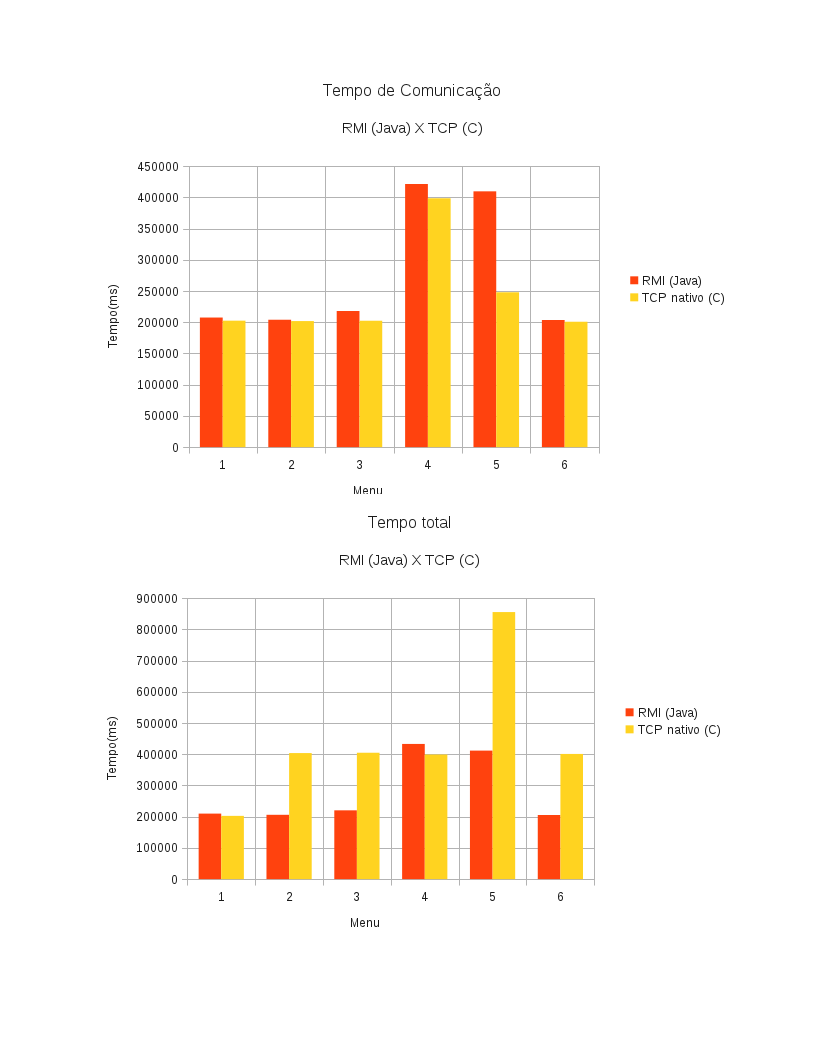 Tempo de Comunicação
RMI (Java) X TCP (C)
450000
400000
350000
300000
250000
200000
150000
100000
50000
0
Tempo(ms)
1 2 3 4 5 6
Menu
RMI (Java)
TCP nativo (C)
Tempo total
RMI (Java) X TCP (C)
900000
800000
700000
600000
500000
400000
300000
200000
100000
0
Tempo(ms)
1 2 3 4 5 6
Menu
RMI (Java)
TCP nativo (C)